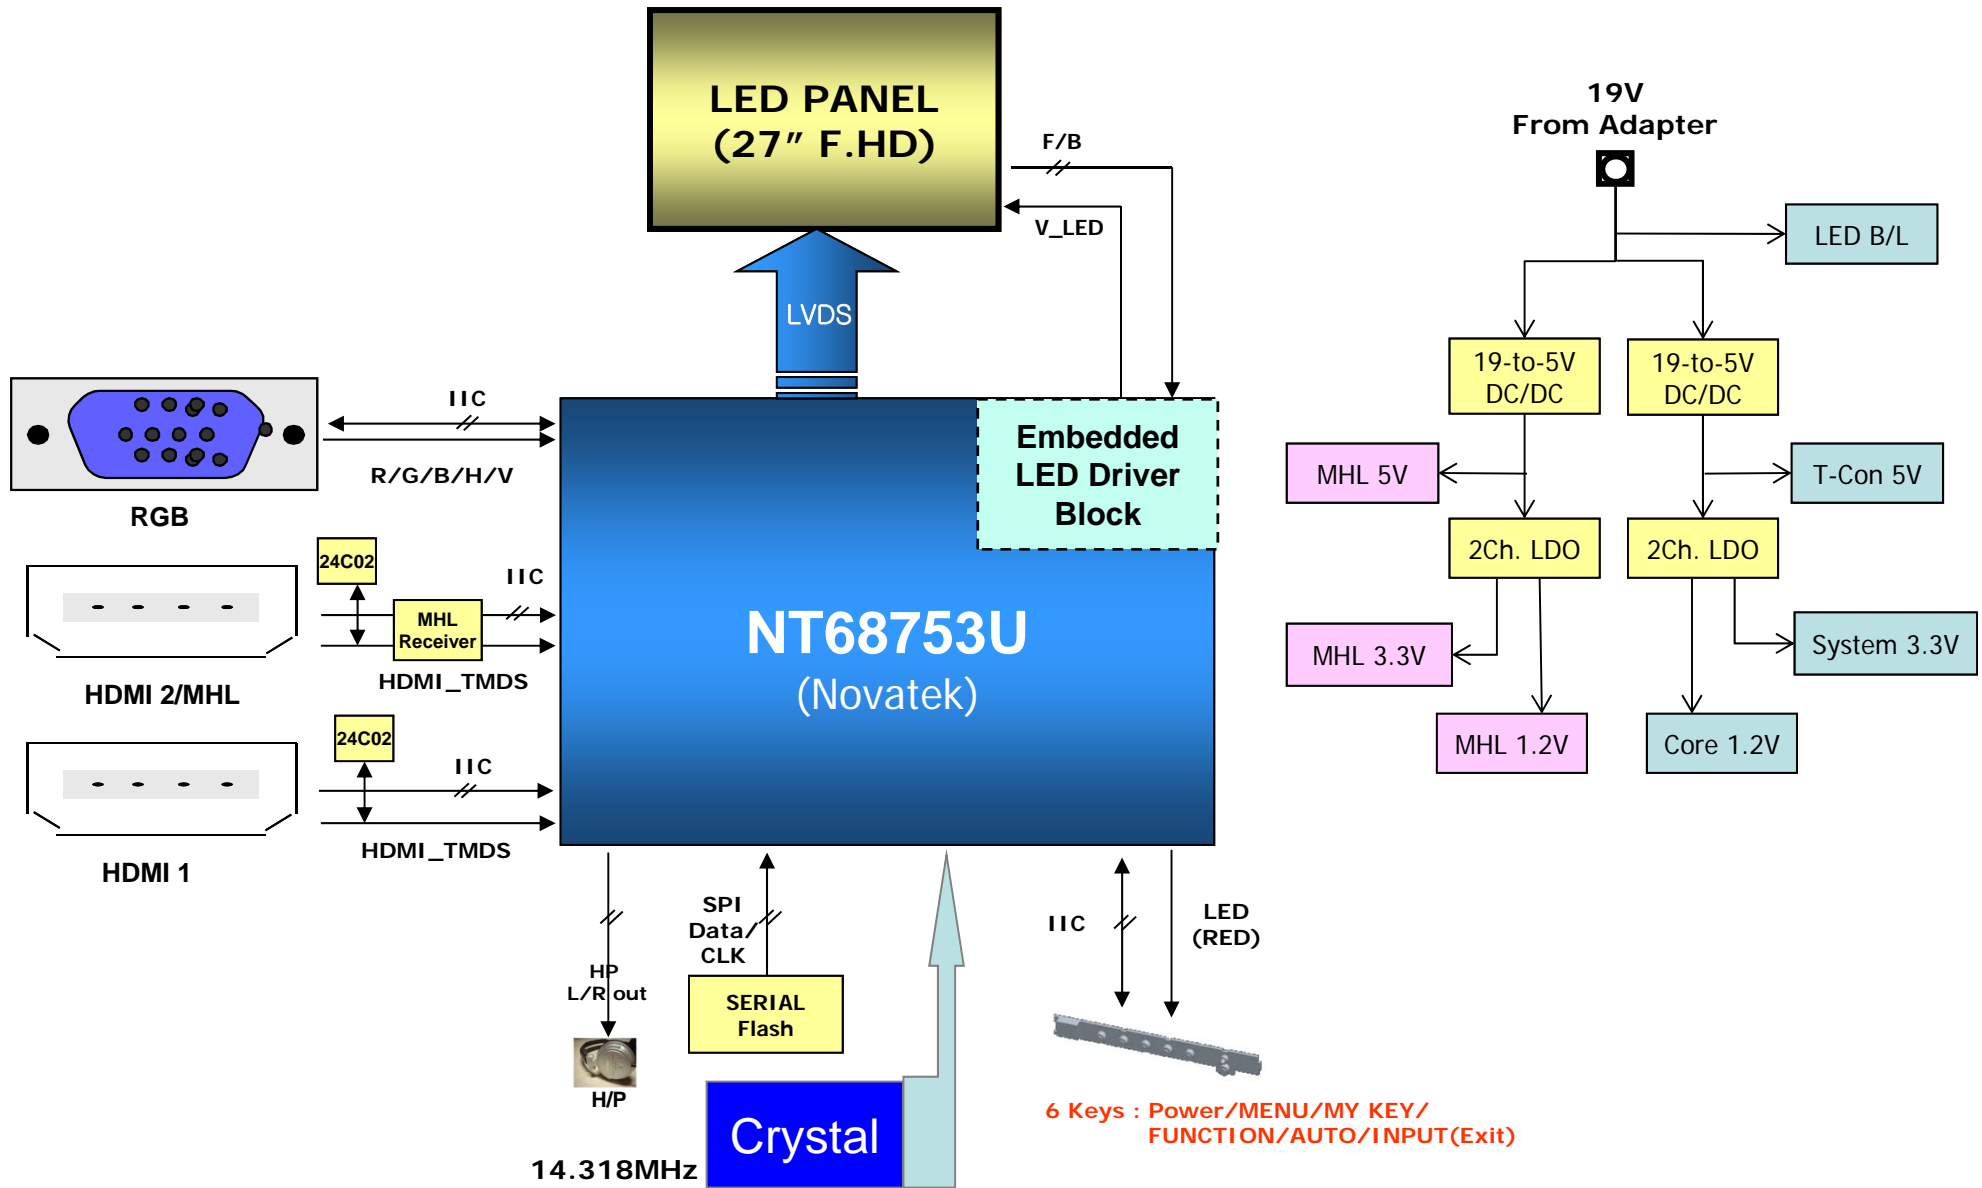 LED PANEL
(27" F.HD)
F/B
V_LED
LVDS
19V
From Adapter
LED B/L
19-to-5V
DC/DC
19-to-5V
DC/DC
MHL 5V
T-Con 5V
2Ch. LDO
2Ch. LDO
MHL 3.3V
System 3.3V
MHL 1.2V
Core 1.2V
IIC
R/G/B/H/V
RGB
Embedded
LED Driver
Block
24C02
IIC
MHL
Receiver
HDMI_TMDS
HDMI 2/MHL
NT68753U
(Novatek)
24C02
IIC
HDMI_TMDS
HDMI 1
HP
L/R out
H/P
SPI
Data/
CLK
SERIAL
Flash
IIC
LED
(RED)
Crystal
14.318MHz
6 Keys : Power/MENU/MY KEY/
FUNCTION/AUTO/INPUT(Exit)